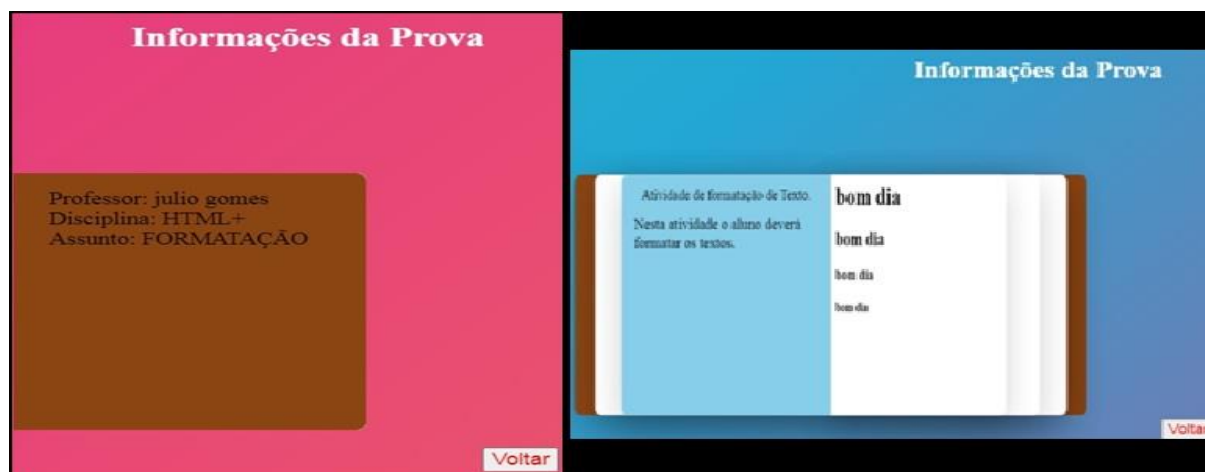 Informações da Prova
Professor: julio gomes
Disciplina: HTML+
Assunto: FORMATAÇÃO
Voltar
Informações da Prova
Atividade de formatação de Texto.
Nesta atividade o aluno deverá
formatar os textos.
bom dia
bom dia
bom dia
bom dia
Voltar